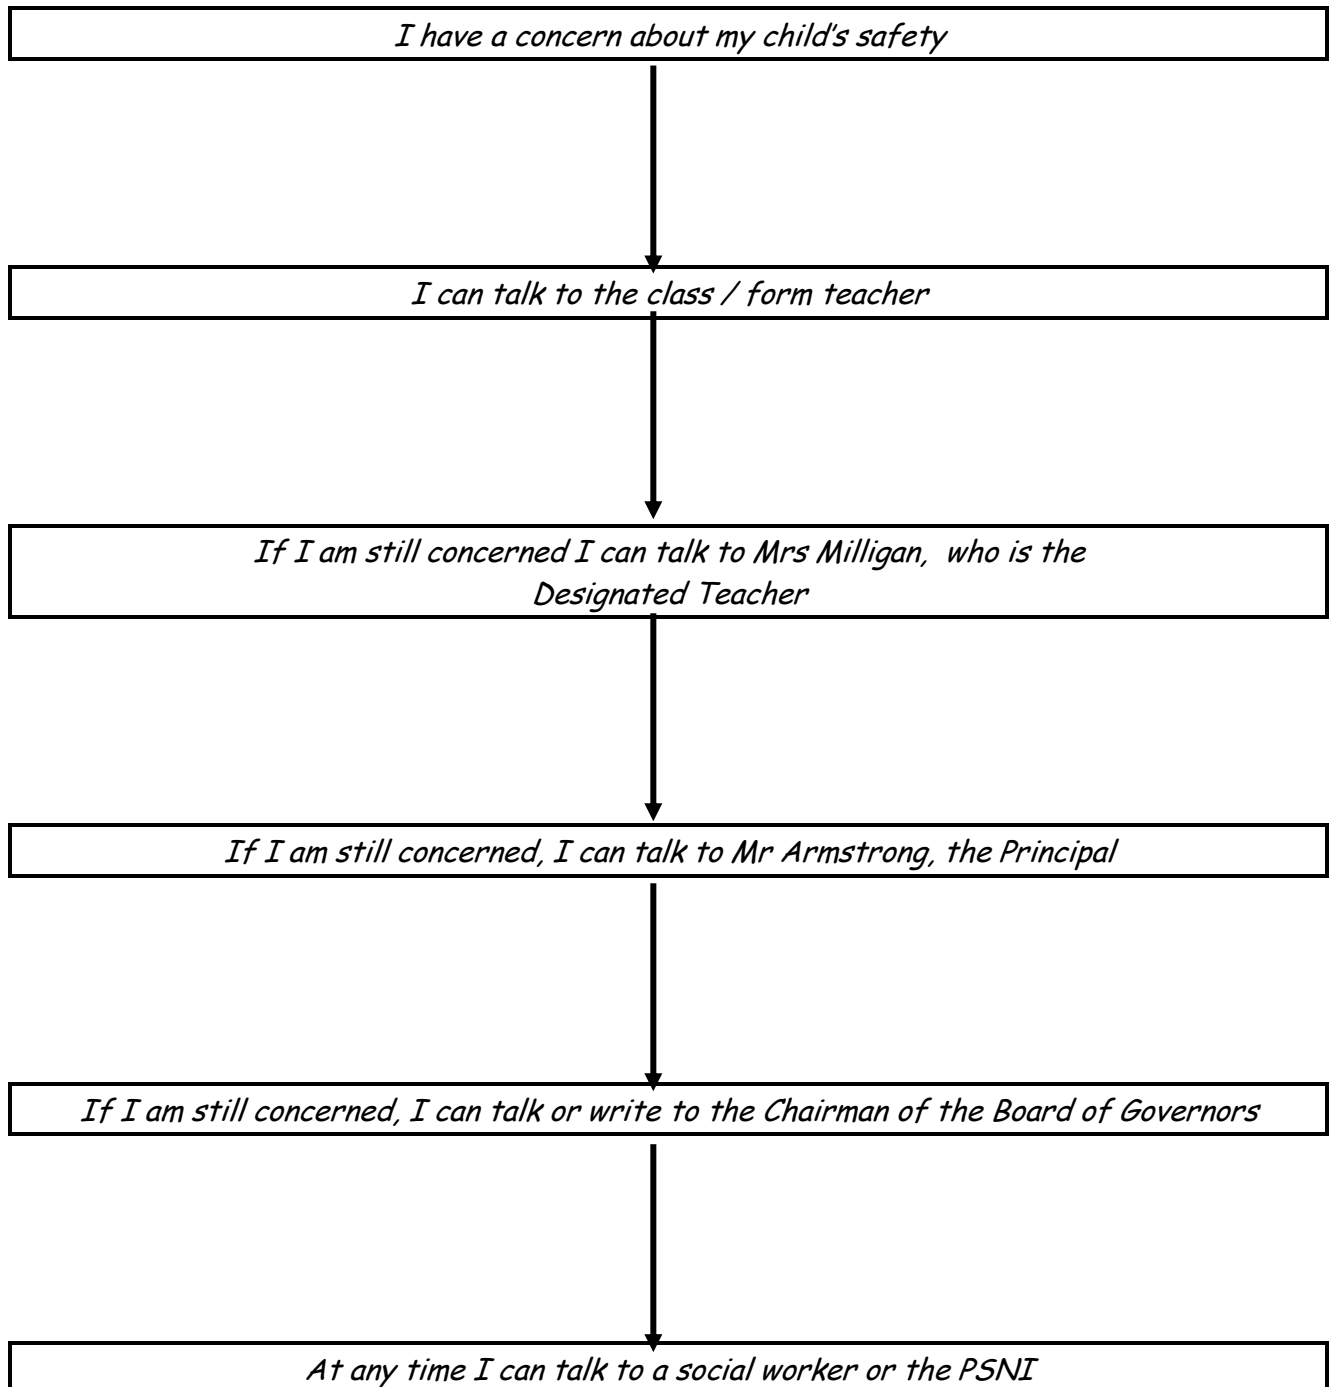 I have a concern about my child's safety
I can talk to the class / form teacher
If I am still concerned I can talk to Mrs Milligan, who is the
Designated Teacher
If I am still concerned, I can talk to Mr Armstrong, the Principal
If I am still concerned, I can talk or write to the Chairman of the Board of Governors
At any time I can talk to a social worker or the PSNI